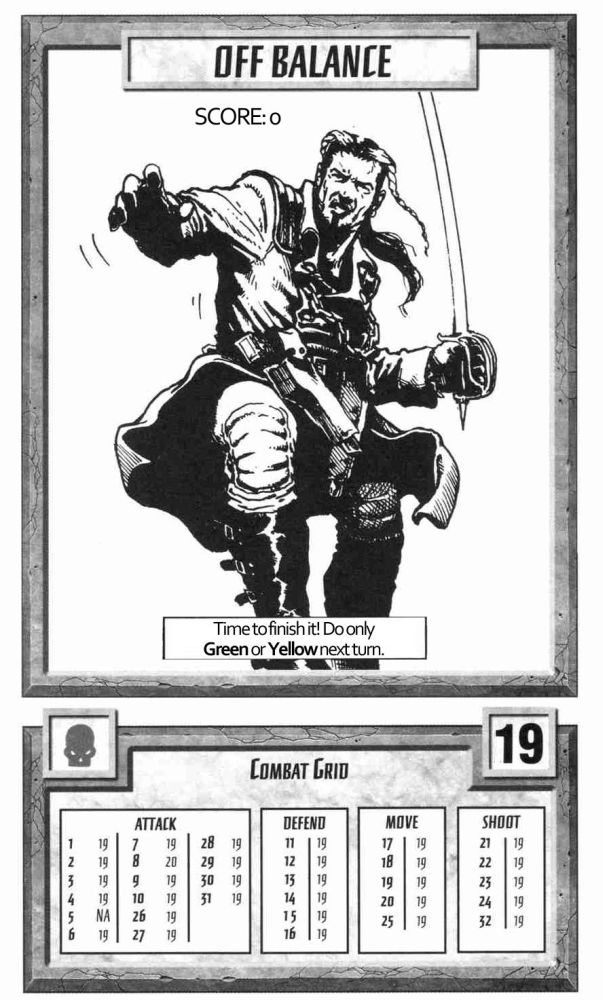 OFF BALANCE
SCORE: 0
Time to finish it! Do only
Green or Yellow next turn.
19
COMBAT GRID
ATTACK DEFEND MOVE SHOOT
1 19 7 19 28 19 11 19 17 19 21 19
2 19 8 20 29 19 12 19 18 19 22 19
3 19 9 19 30 19 13 19 19 19 23 19
4 19 10 19 31 19 14 19 20 19 24 19
5 NA 26 19 15 19 25 19 32 19
6 19 27 19 16 19